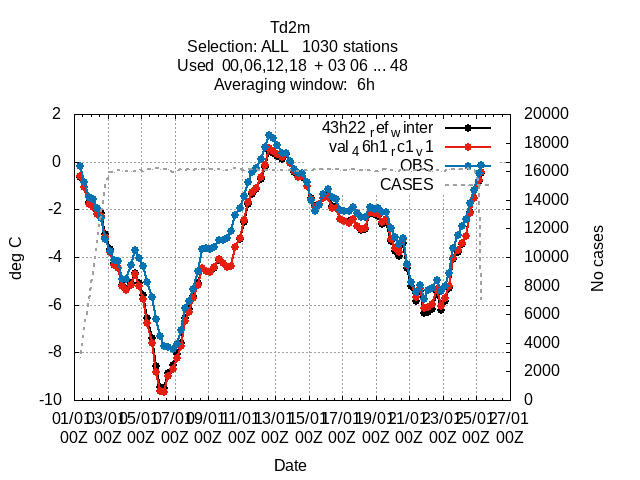 Td2m
Selection: ALL   1030 stations
Used  00,06,12,18  + 03 06 ... 48
Averaging window:  6h
43h22_ref_winter
val_46h1_rc1_v1
OBS
CASES
2
0
-2
-4
-6
-8
-10
deg C
20000
18000
16000
14000
12000
10000
8000
6000
4000
2000
0
No cases
01/01 03/01 05/01 07/01 09/01 11/01 13/01 15/01 17/01 19/01 21/01 23/01 25/01 27/01
00Z 00Z 00Z 00Z 00Z 00Z 00Z 00Z 00Z 00Z 00Z 00Z 00Z 00Z
Date